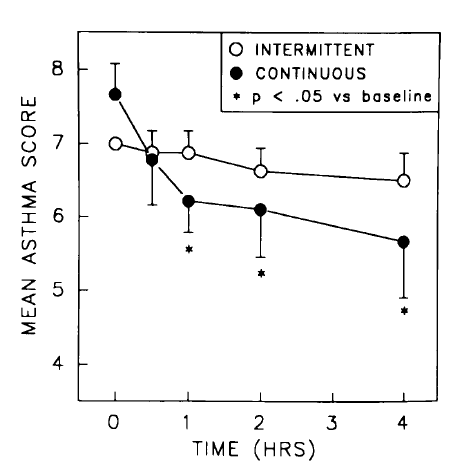 INTERMITTENT
CONTINUOUS
* p < .05 vs baseline
MEAN ASTHMA SCORE
8
7
6
5
4
*
*
*
0 1 2 3 4
TIME (HRS)